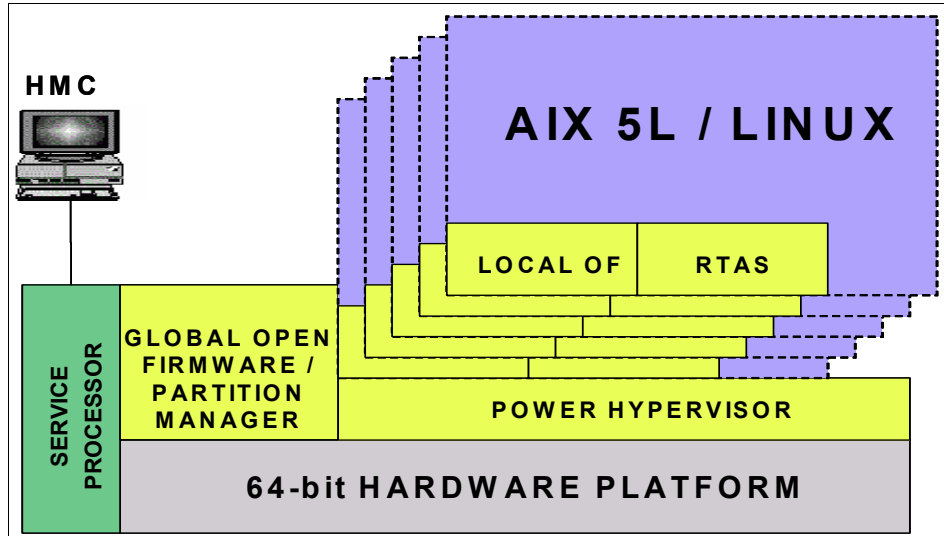 HMC
AIX 5L / LINUX
LOCAL OF
RTAS
SERVICE
PROCESSOR
GLOBAL OPEN
FIRMWARE /
PARTITION
MANAGER
POWER HYPERVISOR
64-bit HARDWARE PLATFORM